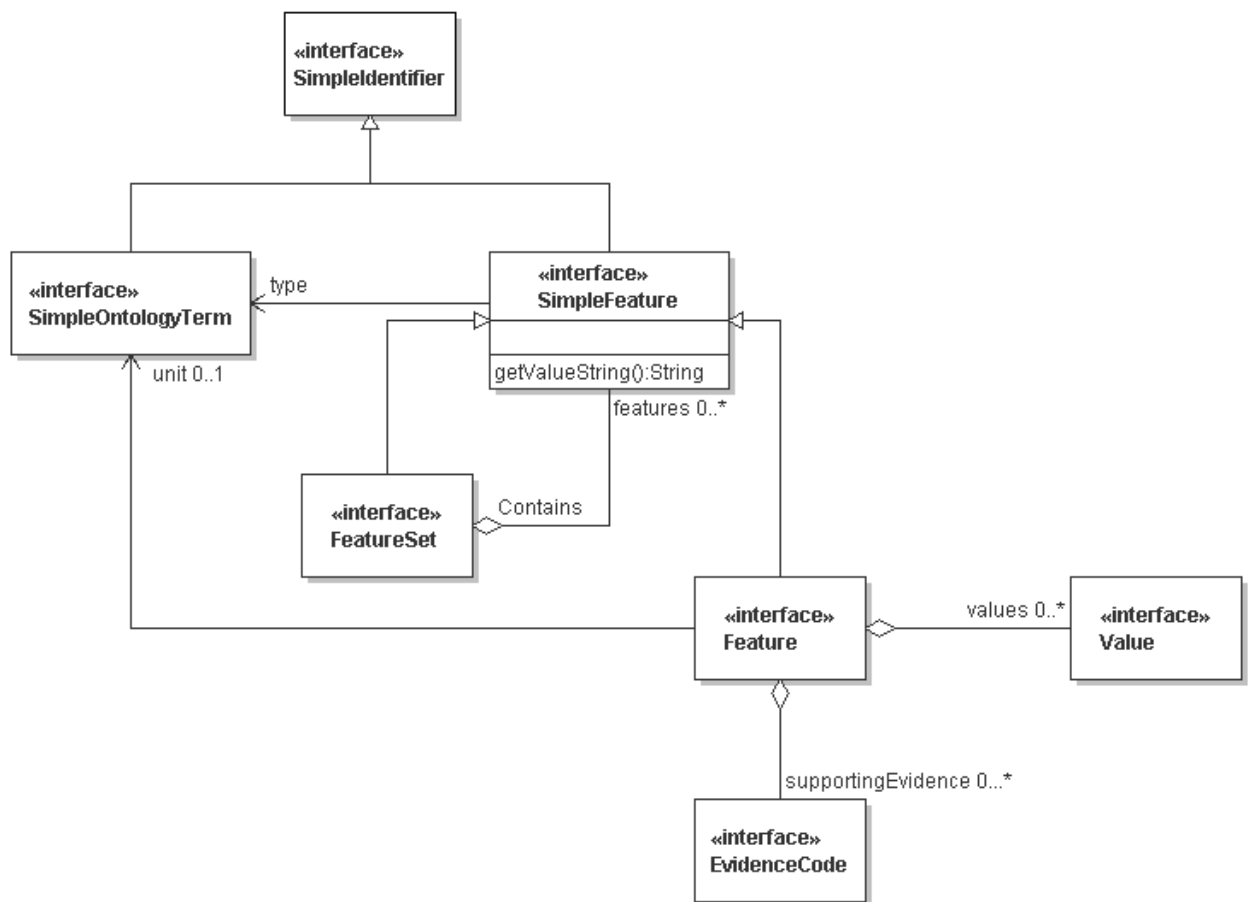 «interface»
SimpleIdentifier
«interface»
SimpleOntologyTerm
type
«interface»
SimpleFeature
getValueString():String
unit 0..1
features 0..*
«interface»
FeatureSet
Contains
«interface»
Feature
values 0..*
«interface»
Value
supportingEvidence 0...*
«interface»
EvidenceCode